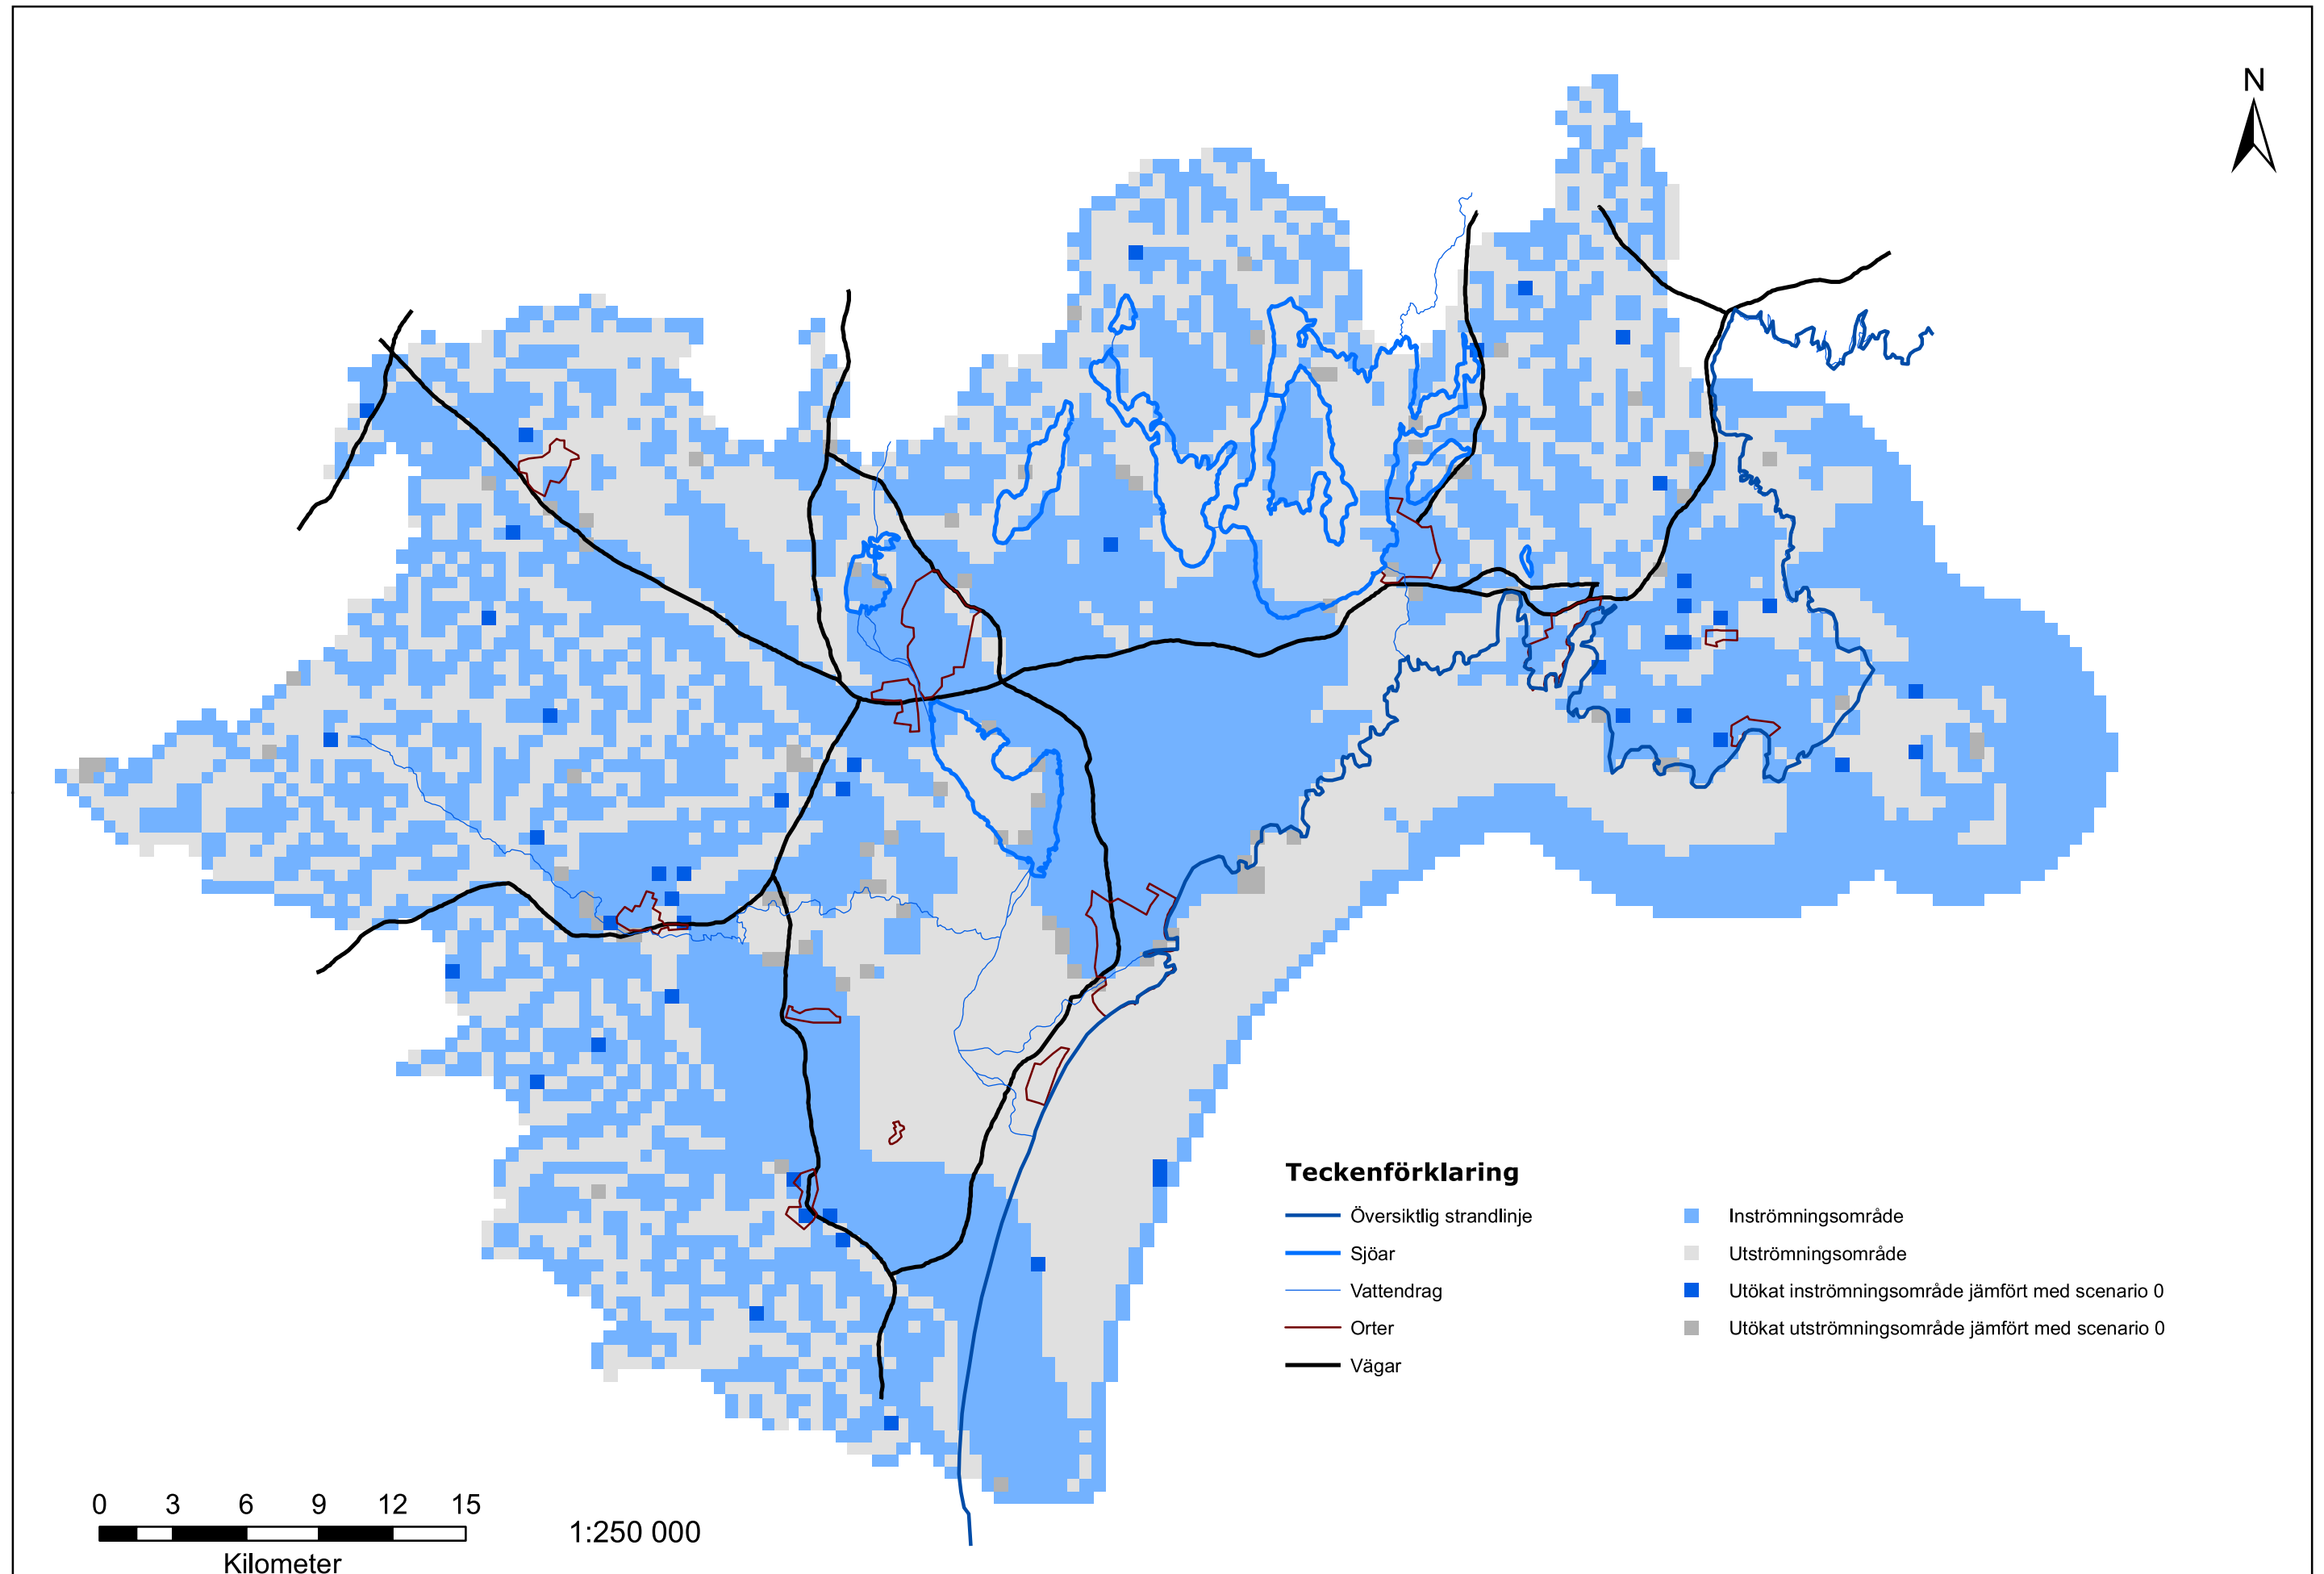 N
Teckenförklaring
Översiktlig strandlinje
Sjöar
Vattendrag
Orter
Vägar
Inströmningsområde
Utströmningsområde
Utökat inströmningsområde jämfört med scenario 0
Utökat utströmningsområde jämfört med scenario 0
0 3 6 9 12 15
Kilometer
1:250 000